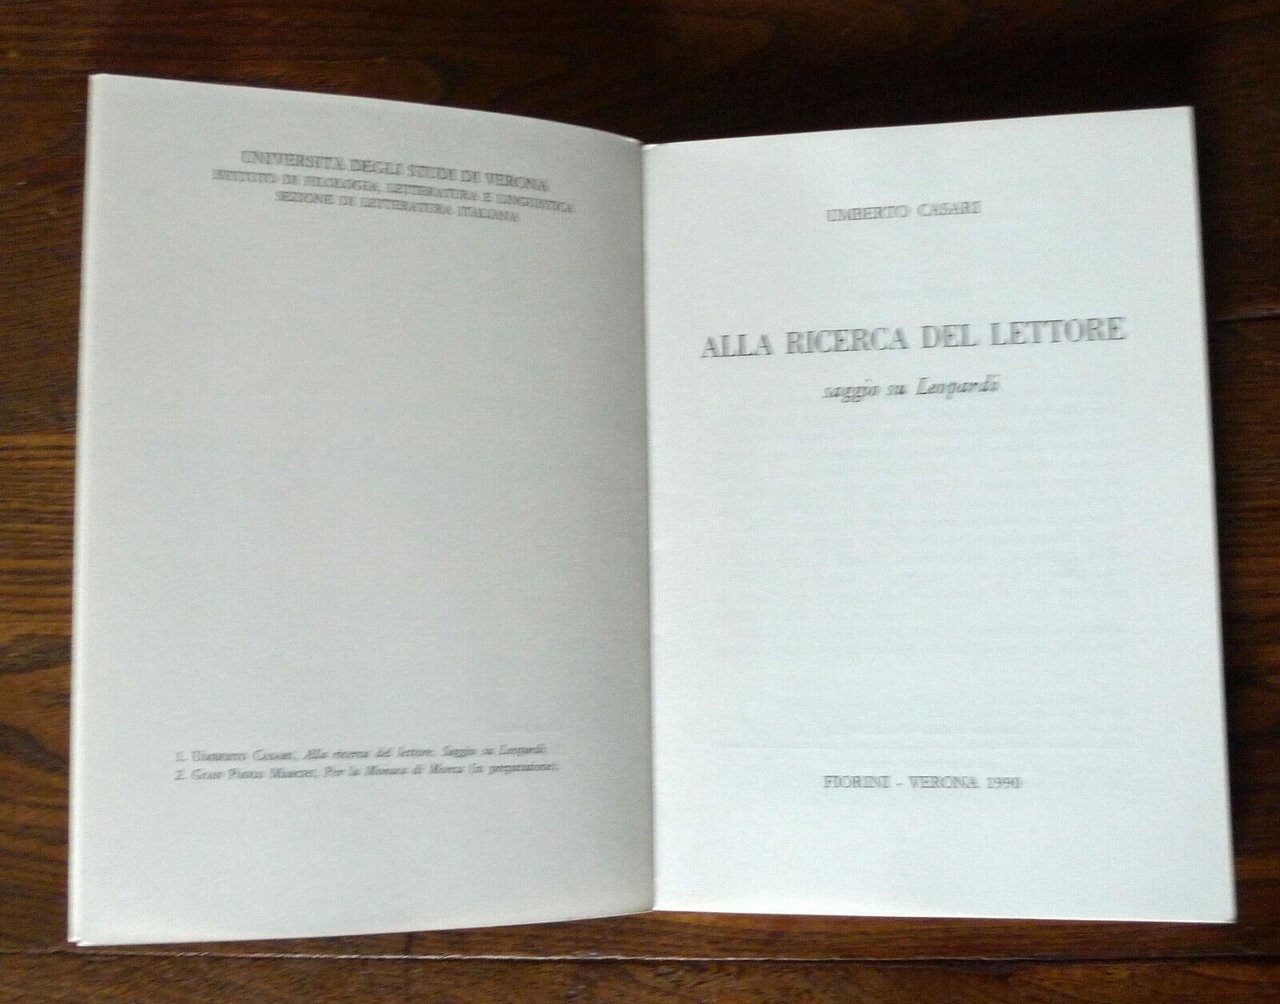 UNIVERSITÀ DEGLI STUDI DI VERONA
ISTITUTO DI FILOLOGIA, LETTERATURA E LINGUISTICA
SEZIONE DI LETTERATURA ITALIANA
1. UMBERTO CASARI, Alla ricerca del lettore. Saggio su Leopardi.
2. GIAN PAOLO MARCHI, Per la Monaca di Monza (in preparazione).
UMBERTO CASARI
ALLA RICERCA DEL LETTORE
saggio su Leopardi
FIORINI - VERONA 1990